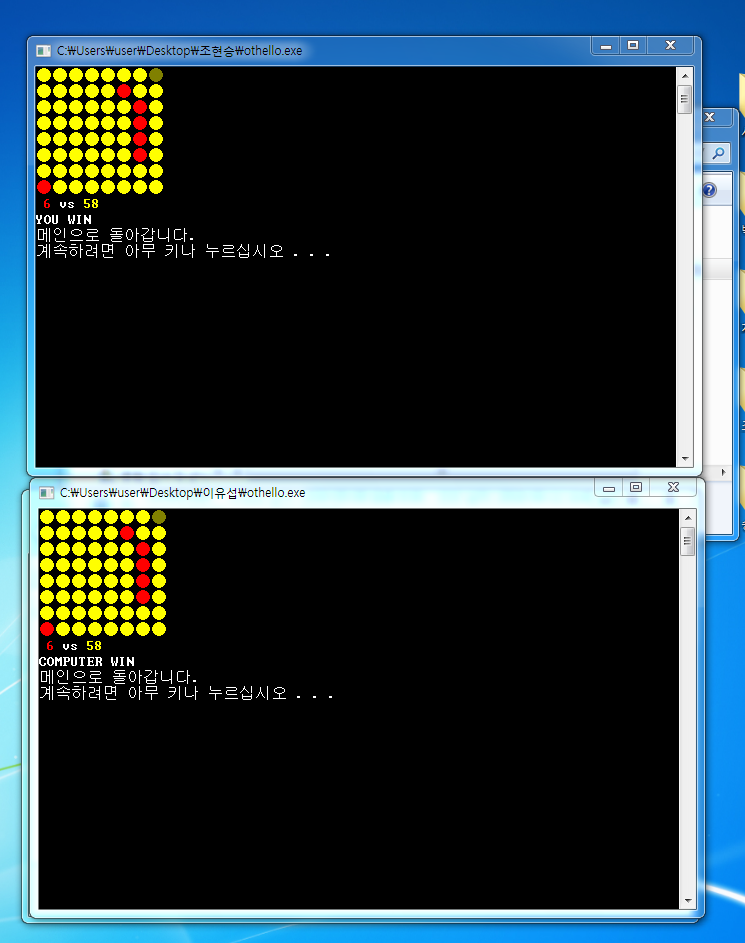 C:₩Users₩user₩Desktop₩조현승₩othello.exe
6 vs 58
YOU WIN
메인으로 돌아갑니다.
계속하려면 아무 키나 누르십시오 . . .
C:₩Users₩user₩Desktop₩이유섭₩othello.exe
6 vs 58
COMPUTER WIN
메인으로 돌아갑니다.
계속하려면 아무 키나 누르십시오 . . .